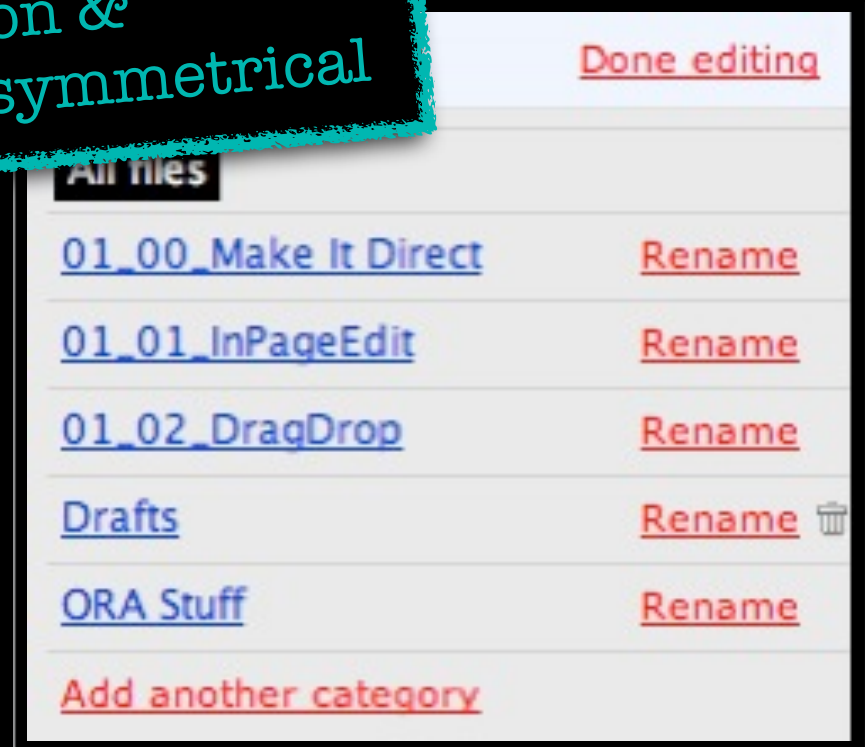 on &
symmetrical
Done editing
All files
01_00_Make It Direct Rename
01_01_InPageEdit Rename
01_02_DragDrop Rename
Drafts Rename
ORA Stuff Rename
Add another category